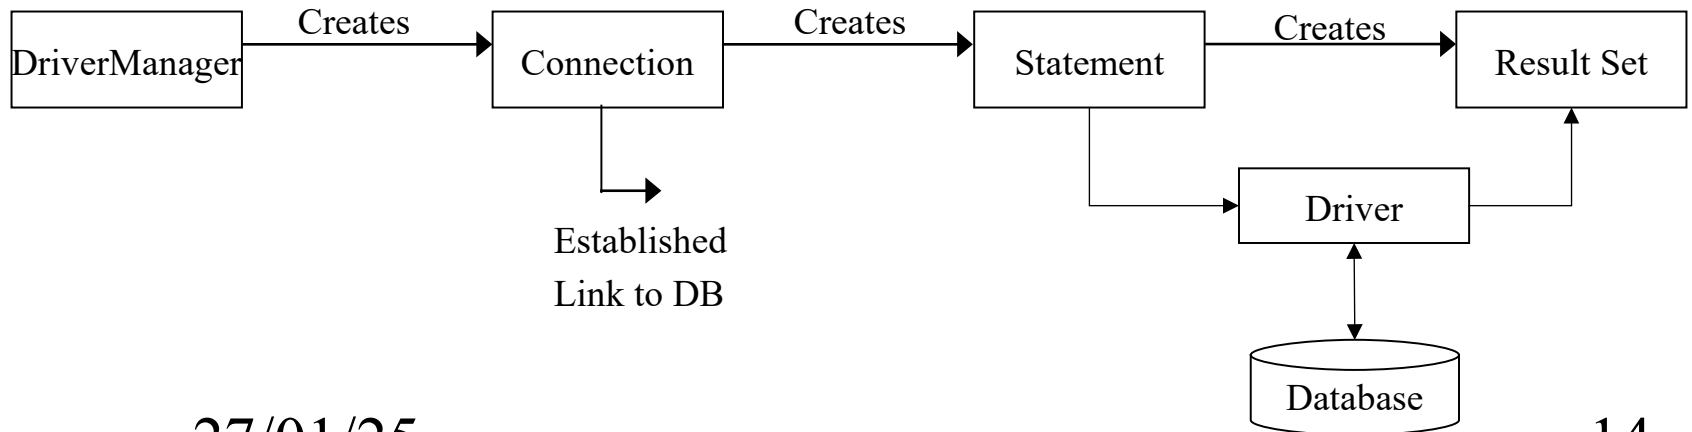 Creates
Creates
Creates
DriverManager
Connection
Statement
Result Set
Driver
Established
Link to DB
Database
27/01/25
14